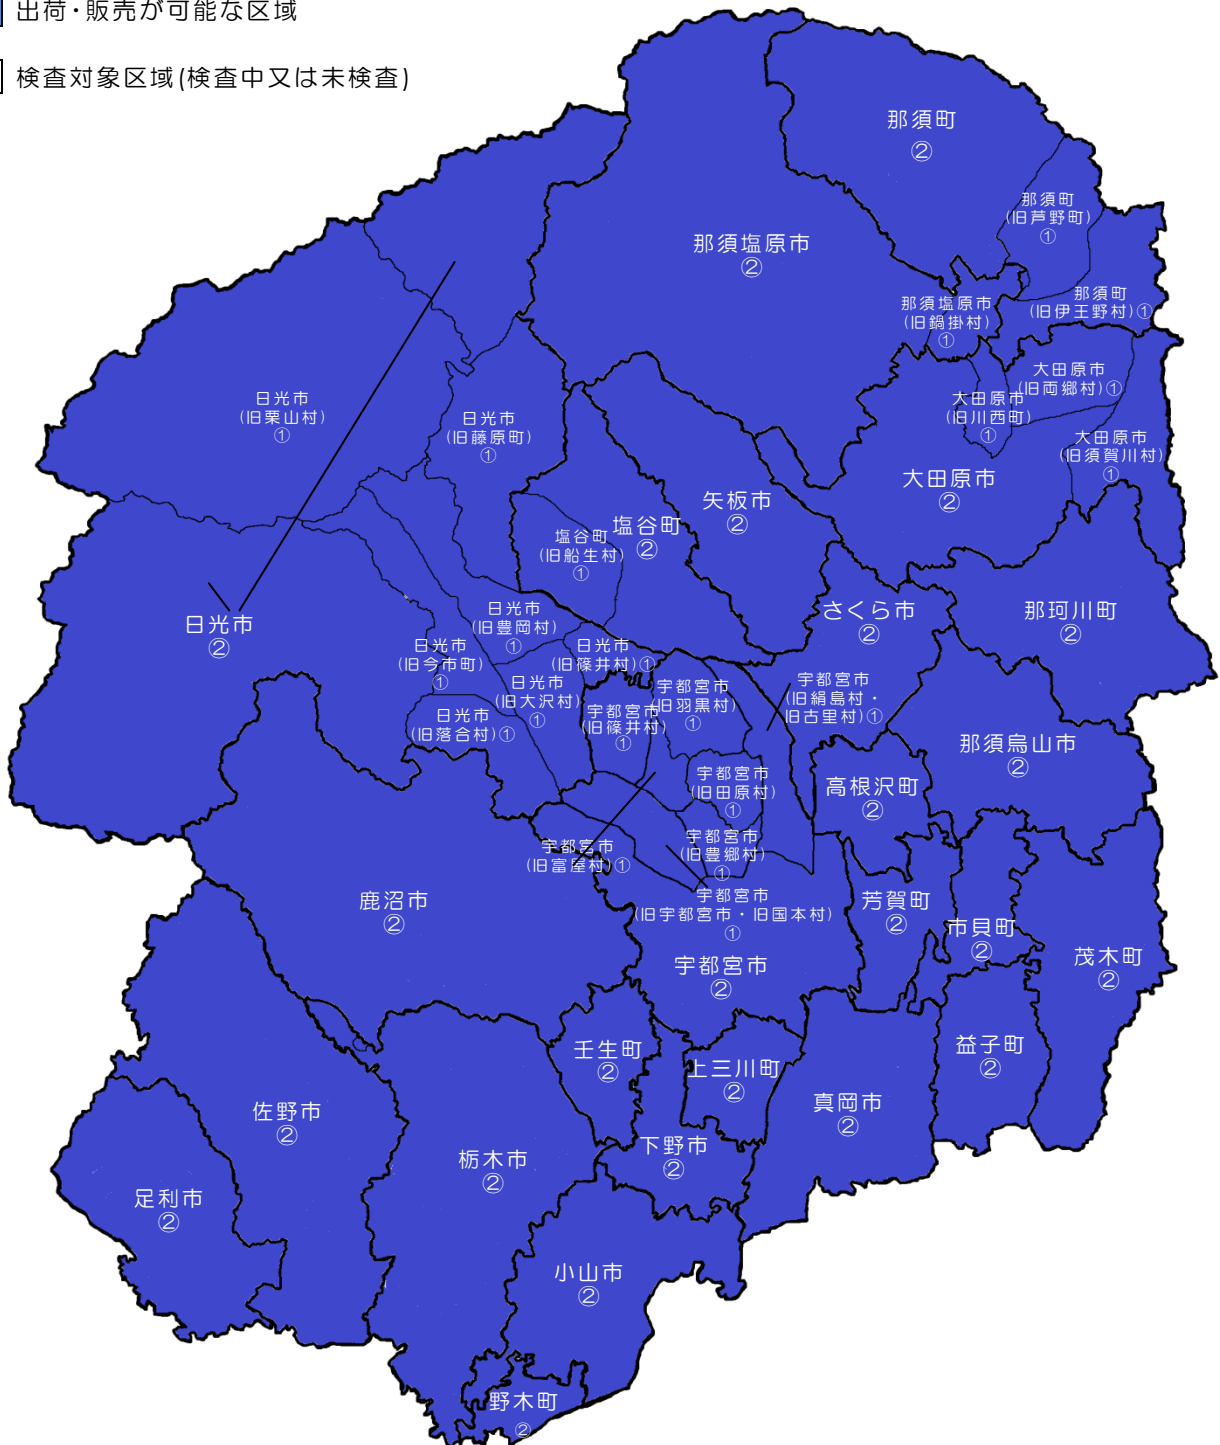 出荷・販売が可能な区域
検査対象区域(検査中又は未検査)
那須町
②
那須町
(旧芦野町)
①
那須塩原市
②
那須塩原市
(旧鍋掛村)
①
那須町
(旧伊王野村)①
大田原市
(旧両郷村)①
大田原市
(旧川西町)
①
大田原市
(旧須賀川村)
①
大田原市
②
日光市
(旧栗山村)
①
日光市
(旧藤原町)
①
矢板市
②
塩谷町
②
塩谷町
(旧船生村)
①
日光市
②
日光市
(旧豊岡村)
①
日光市
(旧今市町)
①
日光市
(旧篠井村)①
日光市
(旧大沢村)
①
日光市
(旧落合村)①
さくら市
②
那珂川町
②
宇都宮市
(旧篠井村)
①
宇都宮市
(旧羽黒村)
①
宇都宮市
(旧絹島村・
旧古里村)①
那須烏山市
②
高根沢町
②
宇都宮市
(旧田原村)
①
宇都宮市
(旧富屋村)①
宇都宮市
(旧豊郷村)
①
宇都宮市
(旧宇都宮市・旧国本村)
①
宇都宮市
②
鹿沼市
②
芳賀町
②
市貝町
②
茂木町
②
益子町
②
壬生町
②
上三川町
②
真岡市
②
下野市
②
佐野市
②
栃木市
②
足利市
②
小山市
②
野木町
②